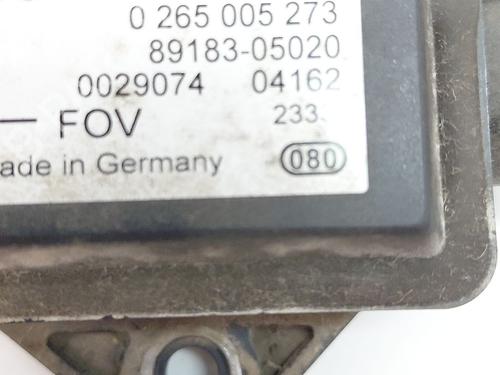 0 265 005 273
89183-05020
0029074 04162
— FOV 233
ade in Germany 080